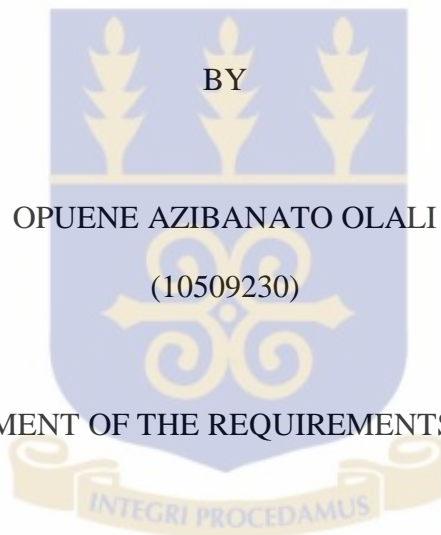 BY
OPUENE AZIBANATO OLALI
(10509230)
MENT OF THE REQUIREMENTS
INTEGRI PROCEDAMUS